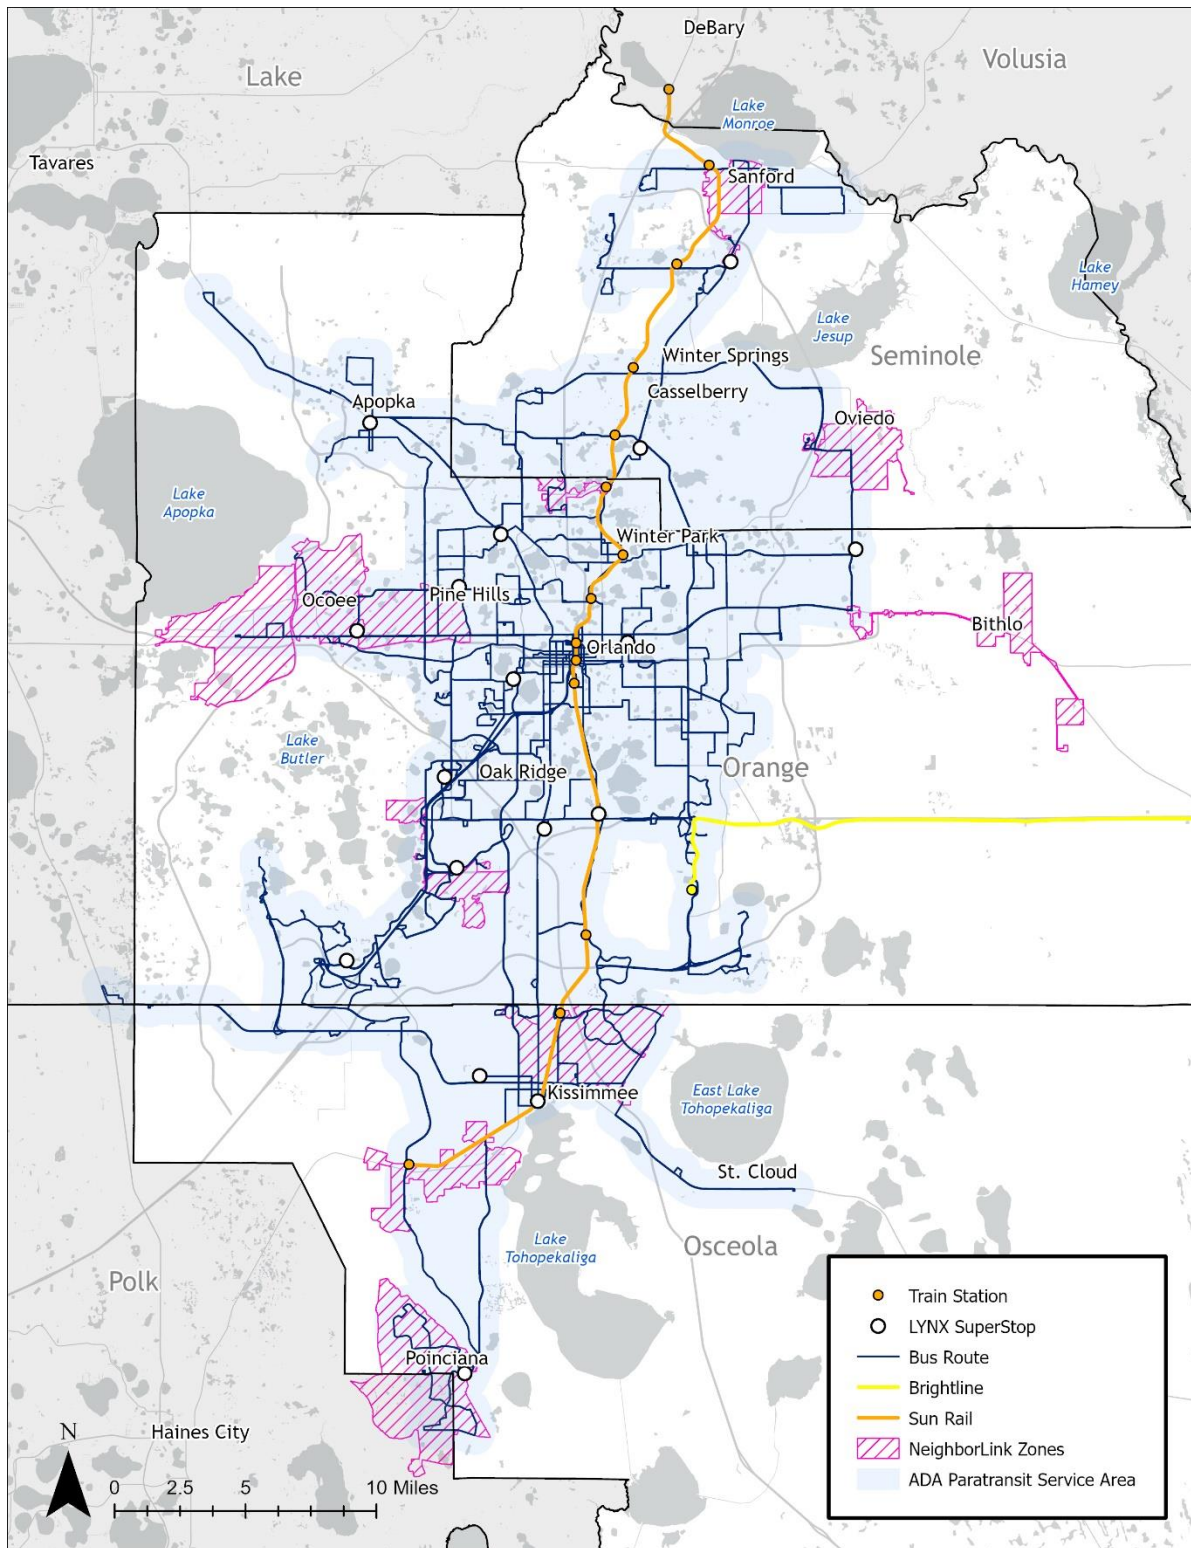 DeBary
Volusia
Lake
Lake
Monroe
Tavares
Sanford
Lake
Hamey
Lake
Jesup
Winter Springs
Seminole
Casselberry
Apopka
Oviedo
Lake
Apopka
Winter Park
Pine Hills
Ocoee
Bithlo
Orlando
Lake
Butler
Oak Ridge
Orange
Kissimmee
East Lake
Tohopekaliga
St. Cloud
Lake
Tohopekaliga
Osceola
Polk
Poinciana
Haines City
N
0 2.5 5 10 Miles
Train Station
LYNX SuperStop
Bus Route
Brightline
Sun Rail
NeighborLink Zones
ADA Paratransit Service Area